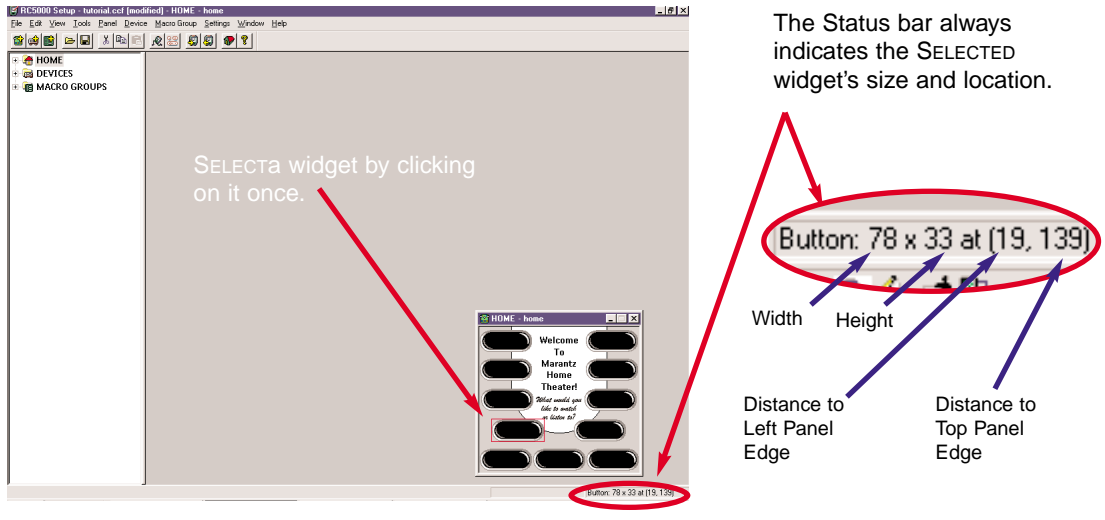 RC5000 Setup - tutorial.ccf [modified] - HOME - home
File Edit View Tools Panel Device Macro Group Settings Window Help
HOME
DEVICES
MACRO GROUPS
SELECTa widget by clicking
on it once.
HOME - home
Welcome
To
Marantz
Home
Theater!
What would you
like to watch
or listen to?
Button: 78 x 33 at (19, 139)
The Status bar always
indicates the SELECTED
widget's size and location.
Button: 78 x 33 at (19, 139)
Width
Height
Distance to
Left Panel
Edge
Distance to
Top Panel
Edge